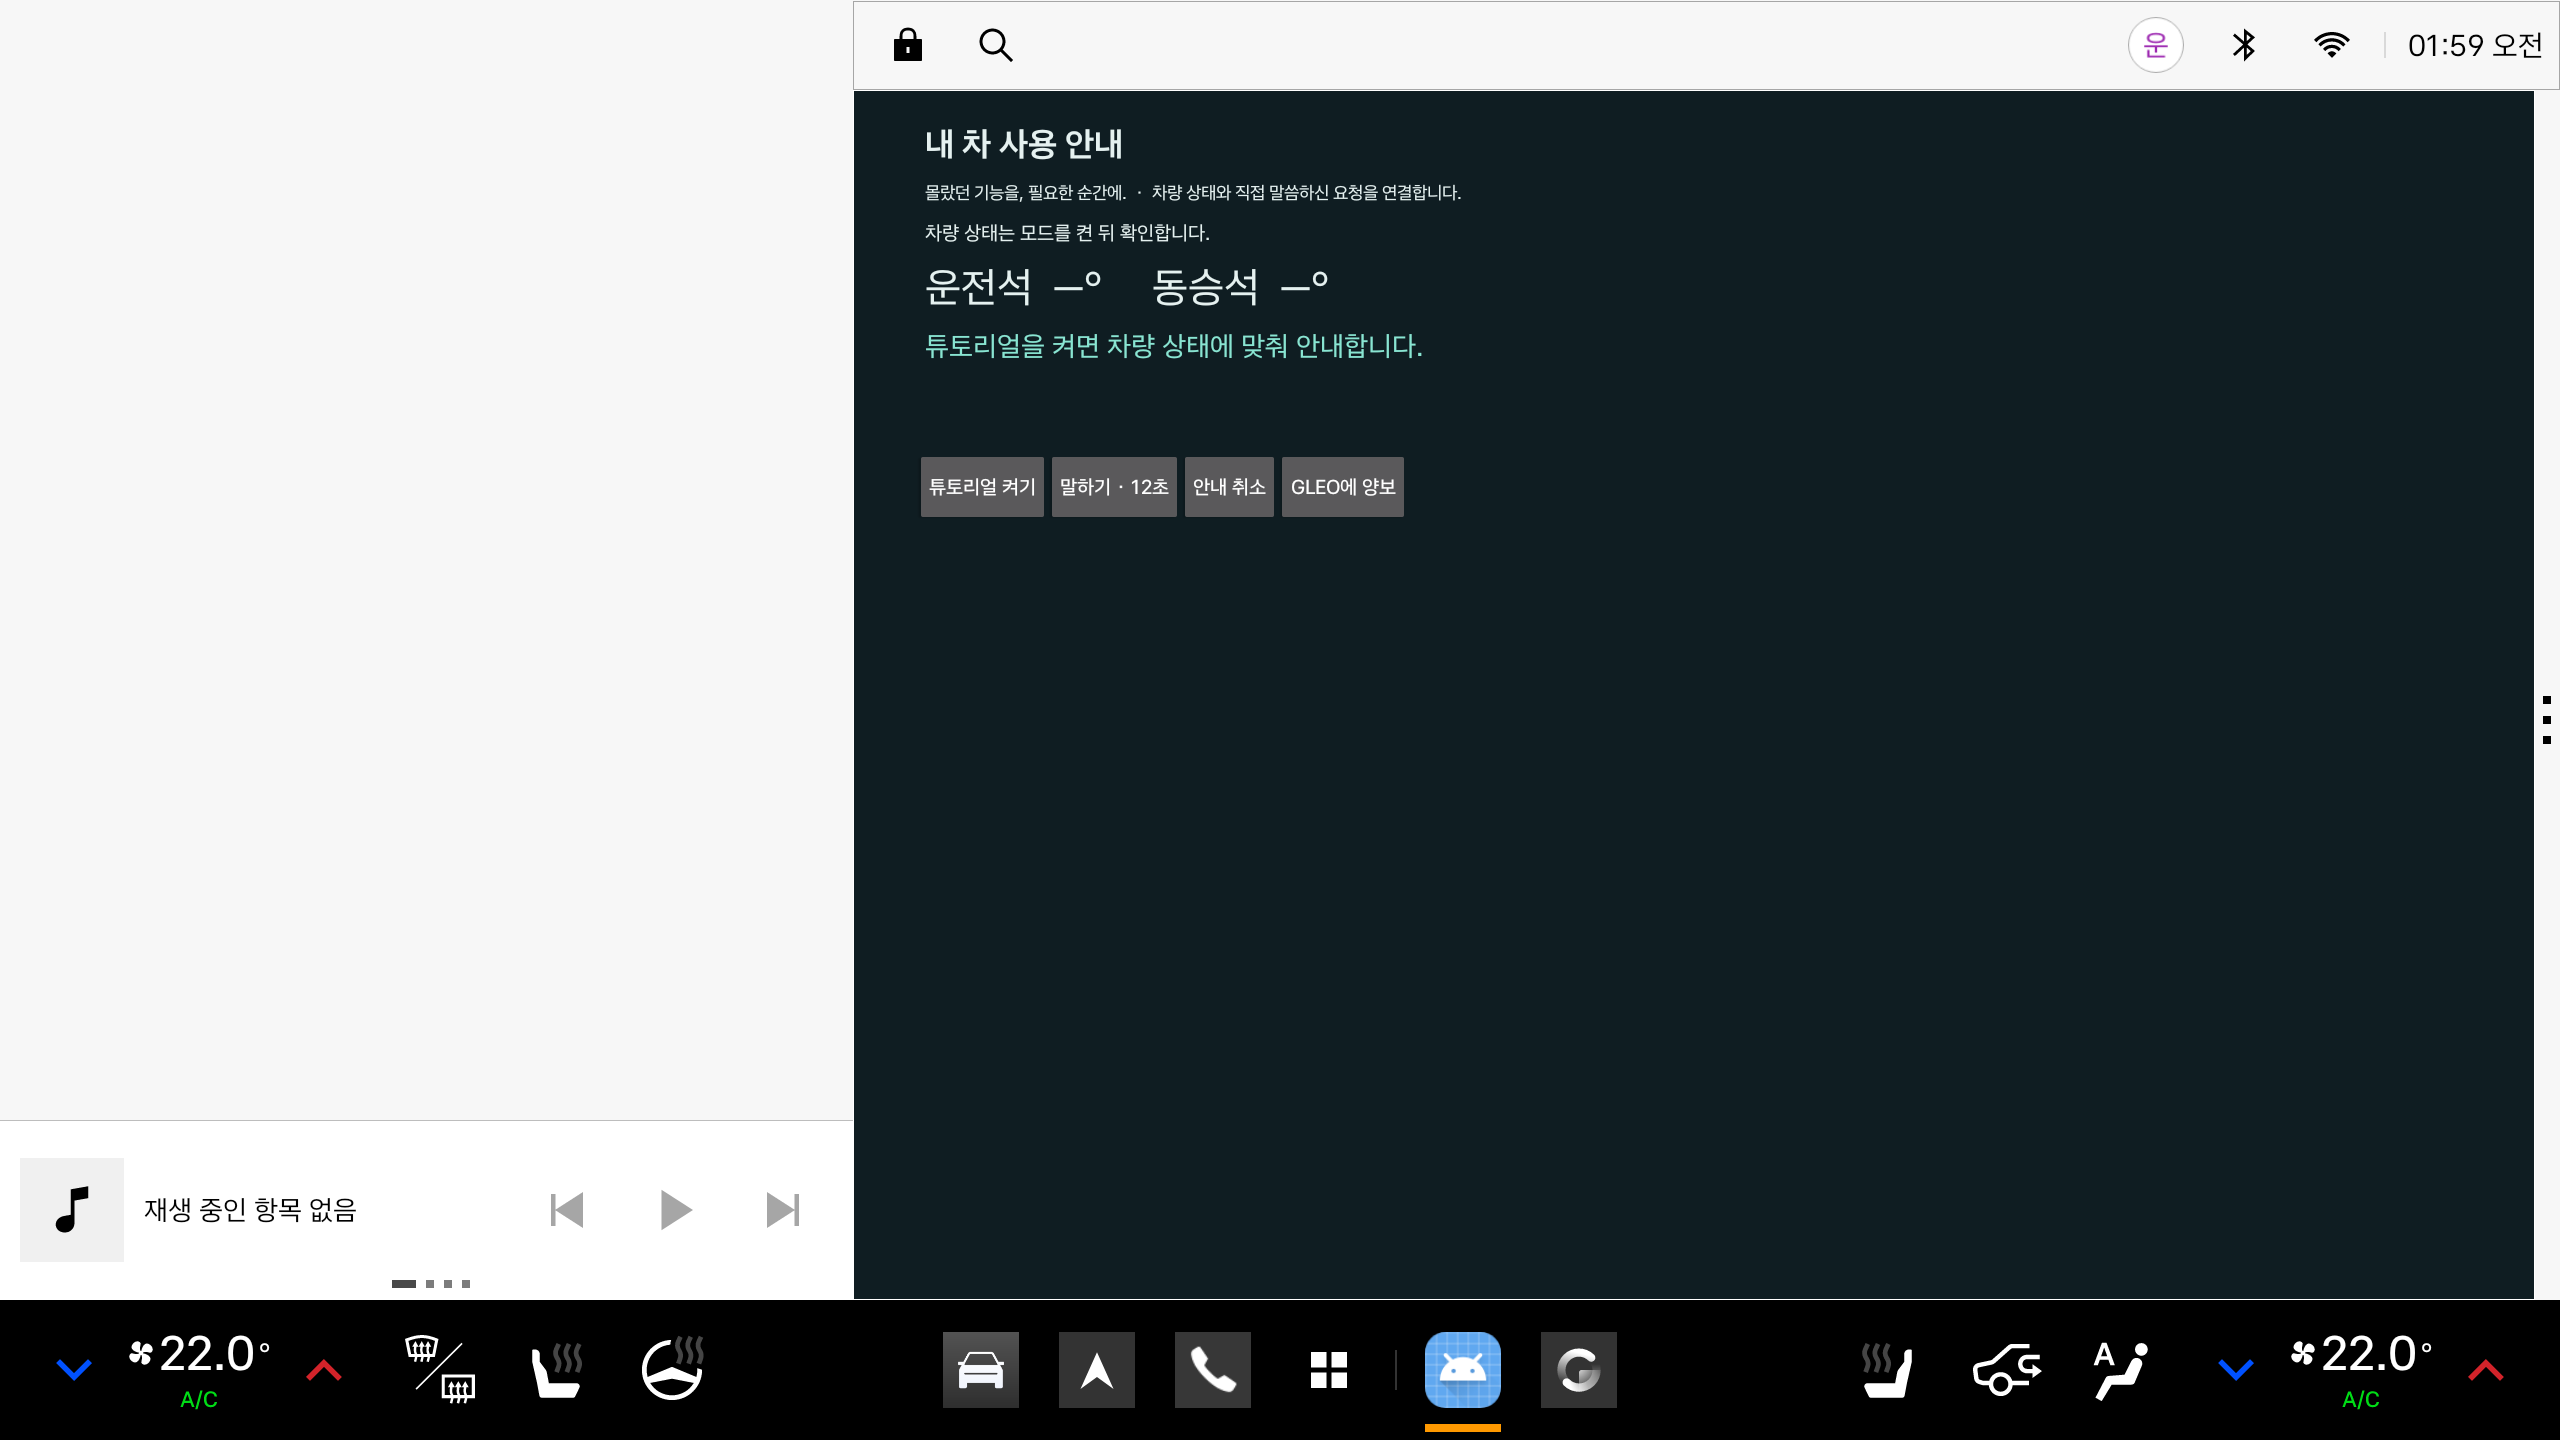 운
01:59 오전
내 차 사용 안내
몰랐던 기능을, 필요한 순간에. · 차량 상태와 직접 말씀하신 요청을 연결합니다.
차량 상태는 모드를 켠 뒤 확인합니다.
운전석 —° 동승석 —°
튜토리얼을 켜면 차량 상태에 맞춰 안내합니다.
튜토리얼 켜기 말하기 · 12초 안내 취소 GLEO에 양보
재생 중인 항목 없음
22.0° A 22.0°
A/C A/C